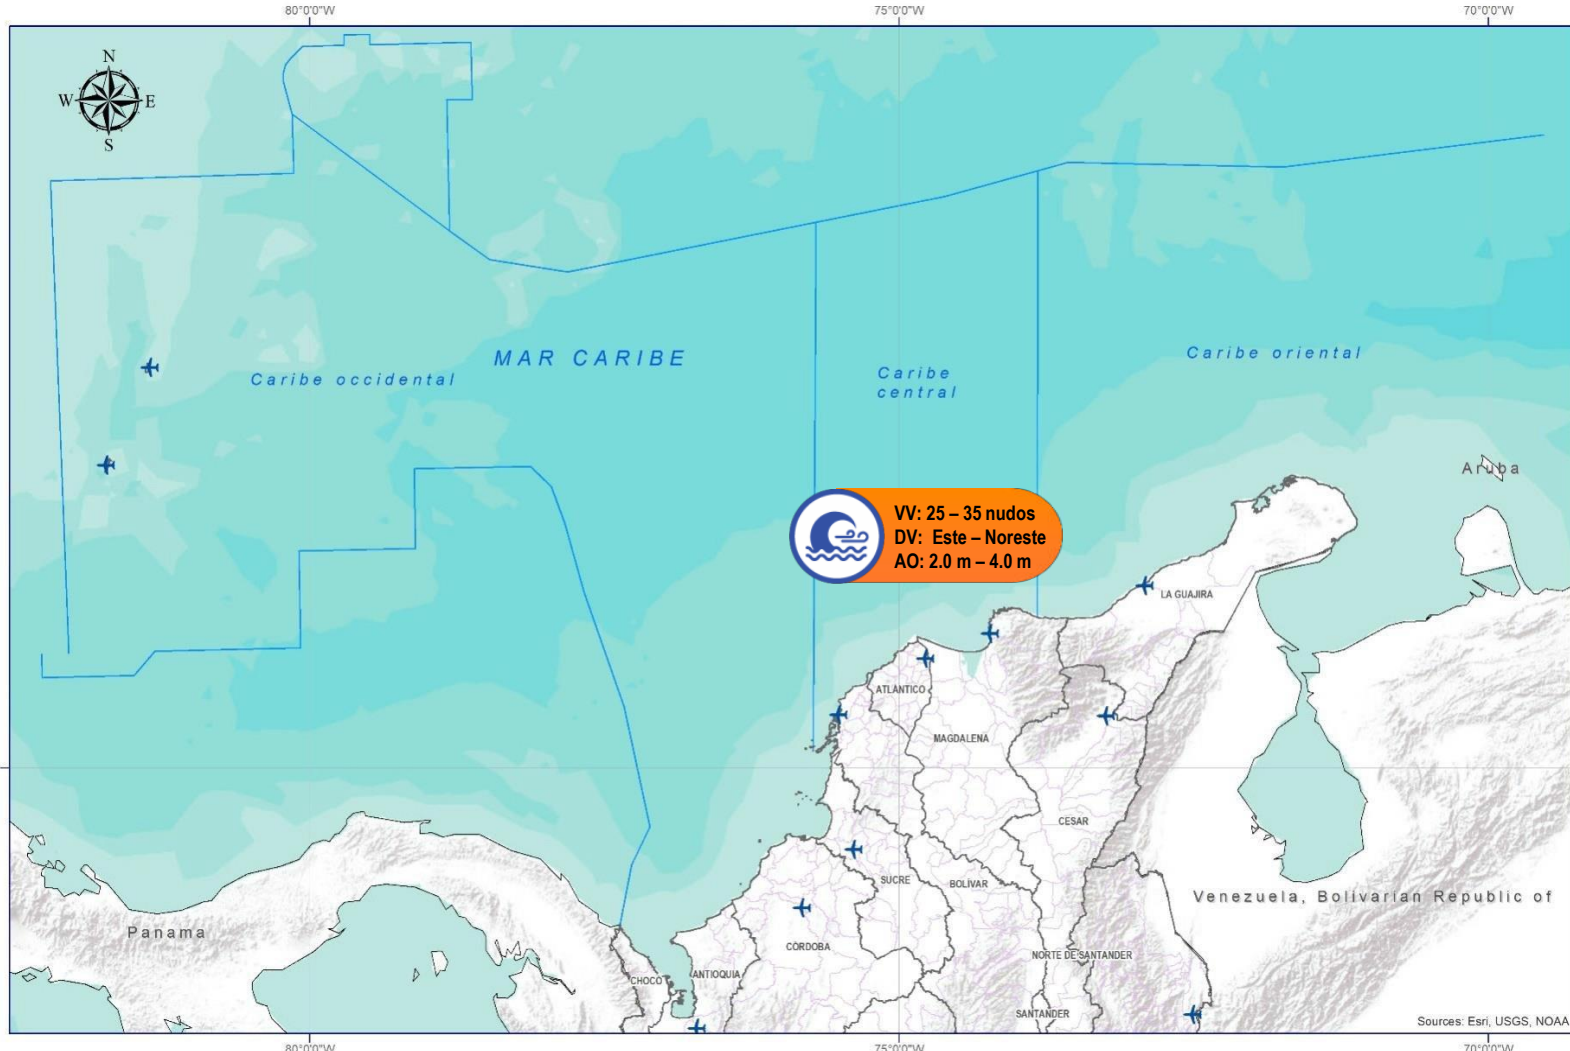 80°0'0"W
75°0'0"W
70°0'0"W
N
W
E
S
MAR CARIBE
Caribe occidental
Caribe
central
Caribe oriental
Aruba
VV: 25 – 35 nudos
DV: Este – Noreste
AO: 2.0 m – 4.0 m
LA GUAJIRA
ATLANTICO
MAGDALENA
CESAR
SUCRE
BOLIVAR
Venezuela, Bolivarian Republic of
Panama
CORDOBA
NORTE DE SANTANDER
CHOCO
ANTIOQUIA
SANTANDER
Sources: Esri, USGS, NOAA
80°0'0"W
75°0'0"W
70°0'0"W